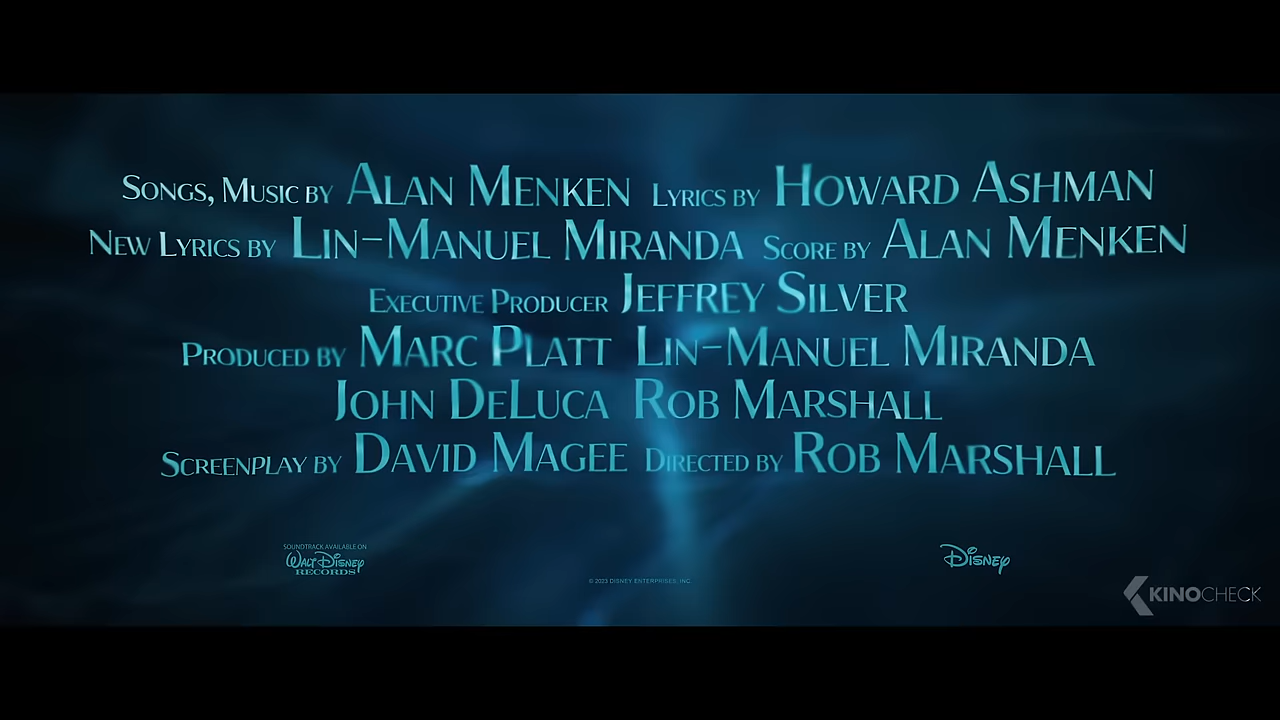 SONGS, MUSIC BY ALAN MENKEN LYRICS BY HOWARD ASHMAN
NEW LYRICS BY LIN-MANUEL MIRANDA SCORE BY ALAN MENKEN
EXECUTIVE PRODUCER JEFFREY SILVER
PRODUCED BY MARC PLATT LIN-MANUEL MIRANDA
JOHN DELUCA ROB MARSHALL
SCREENPLAY BY DAVID MAGEE DIRECTED BY ROB MARSHALL
SOUNDTRACK AVAILABLE ON
WALT DISNEY
RECORDS
© 2023 DISNEY ENTERPRISES, INC.
Disney
KINOCHECK